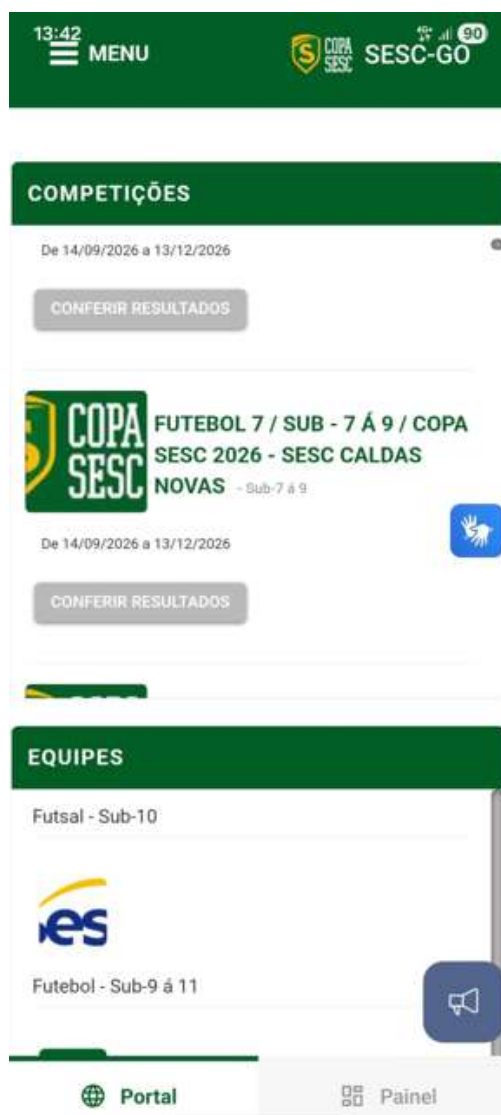 13:42
MENU
COPA
SESC
SESC-GO
90
COMPETIÇÕES
De 14/09/2026 a 13/12/2026
CONFERIR RESULTADOS
COPA
SESC
FUTEBOL 7 / SUB - 7 Á 9 / COPA
SESC 2026 - SESC CALDAS
NOVAS - Sub-7 á 9
De 14/09/2026 a 13/12/2026
CONFERIR RESULTADOS
EQUIPES
Futsal - Sub-10
es
Futebol - Sub-9 á 11
Portal
Painel